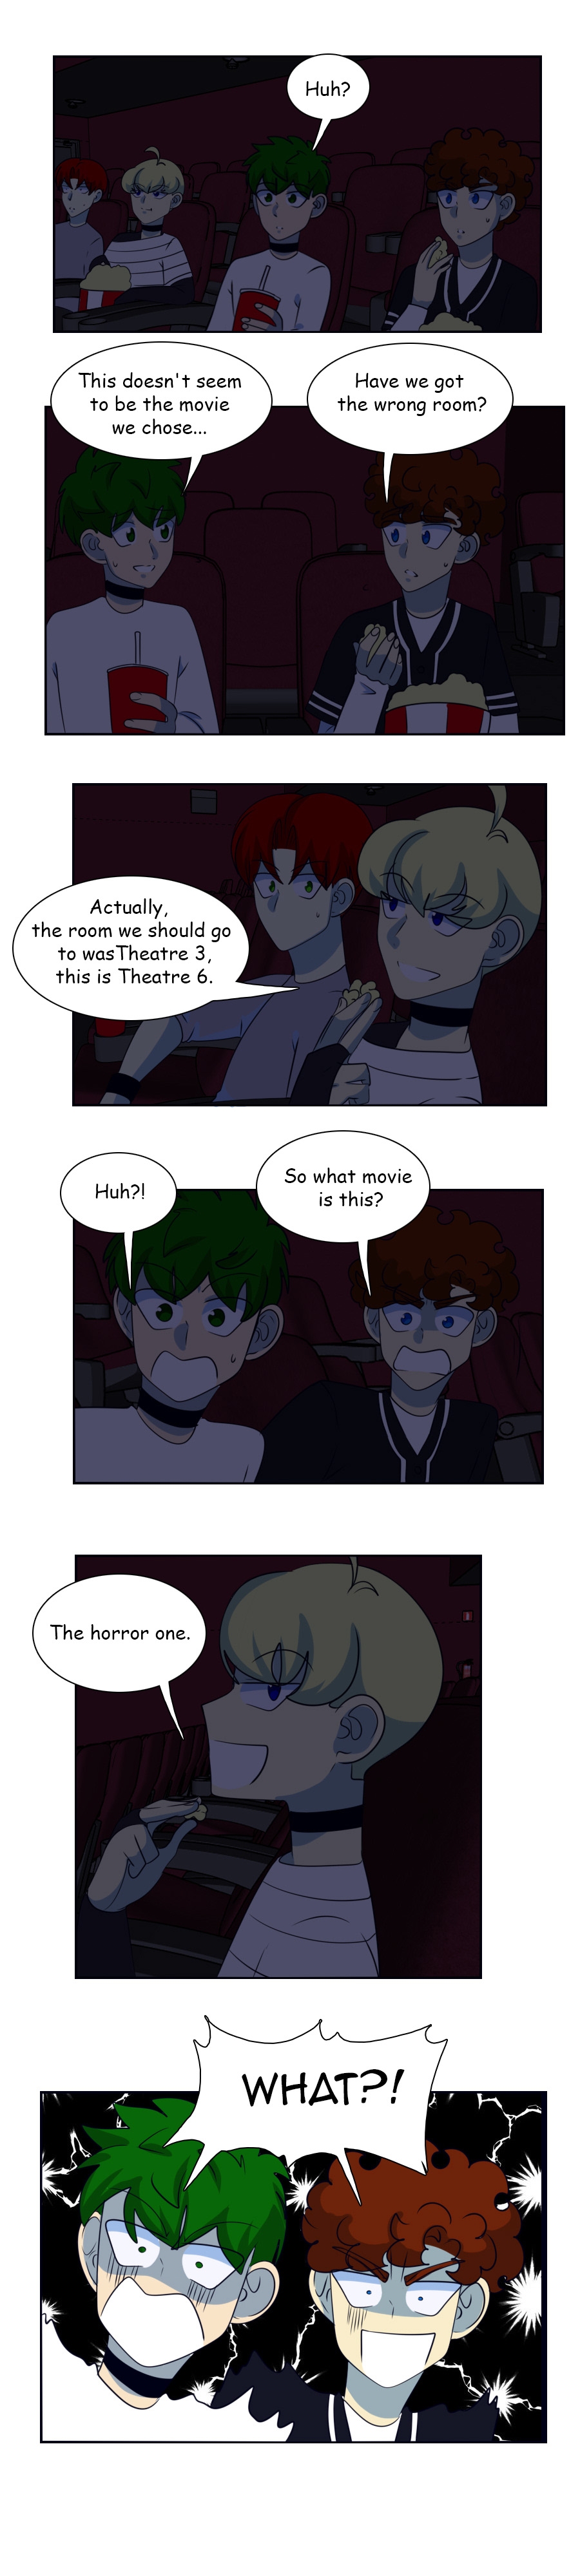 Huh?
This doesn't seem
to be the movie
we chose...
Have we got
the wrong room?
Actually,
the room we should go
to wasTheatre 3,
this is Theatre 6.
Huh?!
So what movie
is this?
The horror one.
WHAT?!